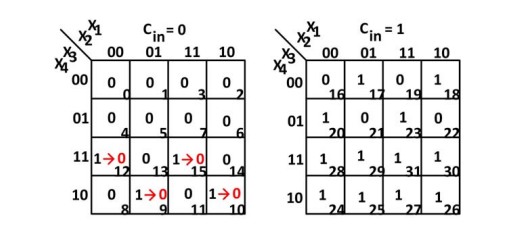 X1 X2 Cin = 0 X1 X2 Cin = 1
X3 X4 00 01 11 10 X3 X4 00 01 11 10
00 0 0 0 0 00 0 1 0 1
0 1 3 2 16 17 19 18
01 0 0 0 0 01 1 0 1 0
4 5 7 6 20 21 23 22
11 1→0 0 1→0 0 11 1 1 1 1
12 13 15 14 28 29 31 30
10 0 1→0 0 1→0 10 1 1 1 1
8 9 11 10 24 25 27 26